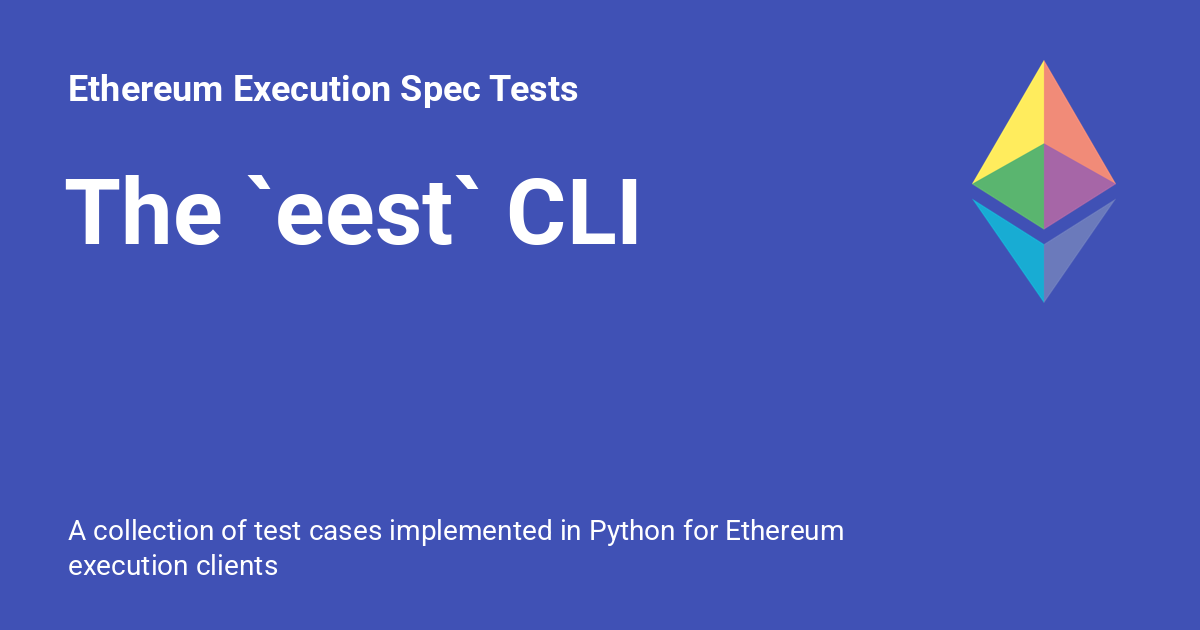 Ethereum Execution Spec Tests
The `eest` CLI
A collection of test cases implemented in Python for Ethereum
execution clients